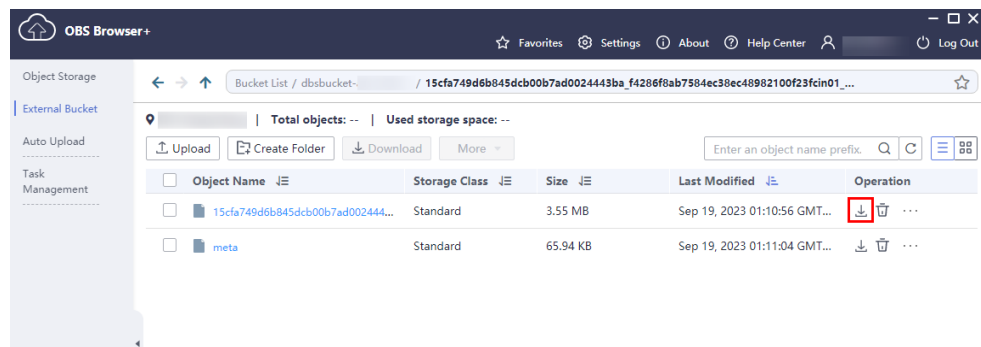 OBS Browser+
Favorites Settings About Help Center Log Out
Object Storage
External Bucket
Auto Upload
Task
Management
Bucket List / dbsbucket- / 15cfa749d6b845dcb00b7ad0024443ba_f4286f8ab7584ec38ec48982100f23fcin01_...
| Total objects: -- | Used storage space: --
Upload Create Folder Download More Enter an object name prefix.
Object Name Storage Class Size Last Modified Operation
15cfa749d6b845dcb00b7ad002444... Standard 3.55 MB Sep 19, 2023 01:10:56 GMT... ...
meta Standard 65.94 KB Sep 19, 2023 01:11:04 GMT... ...